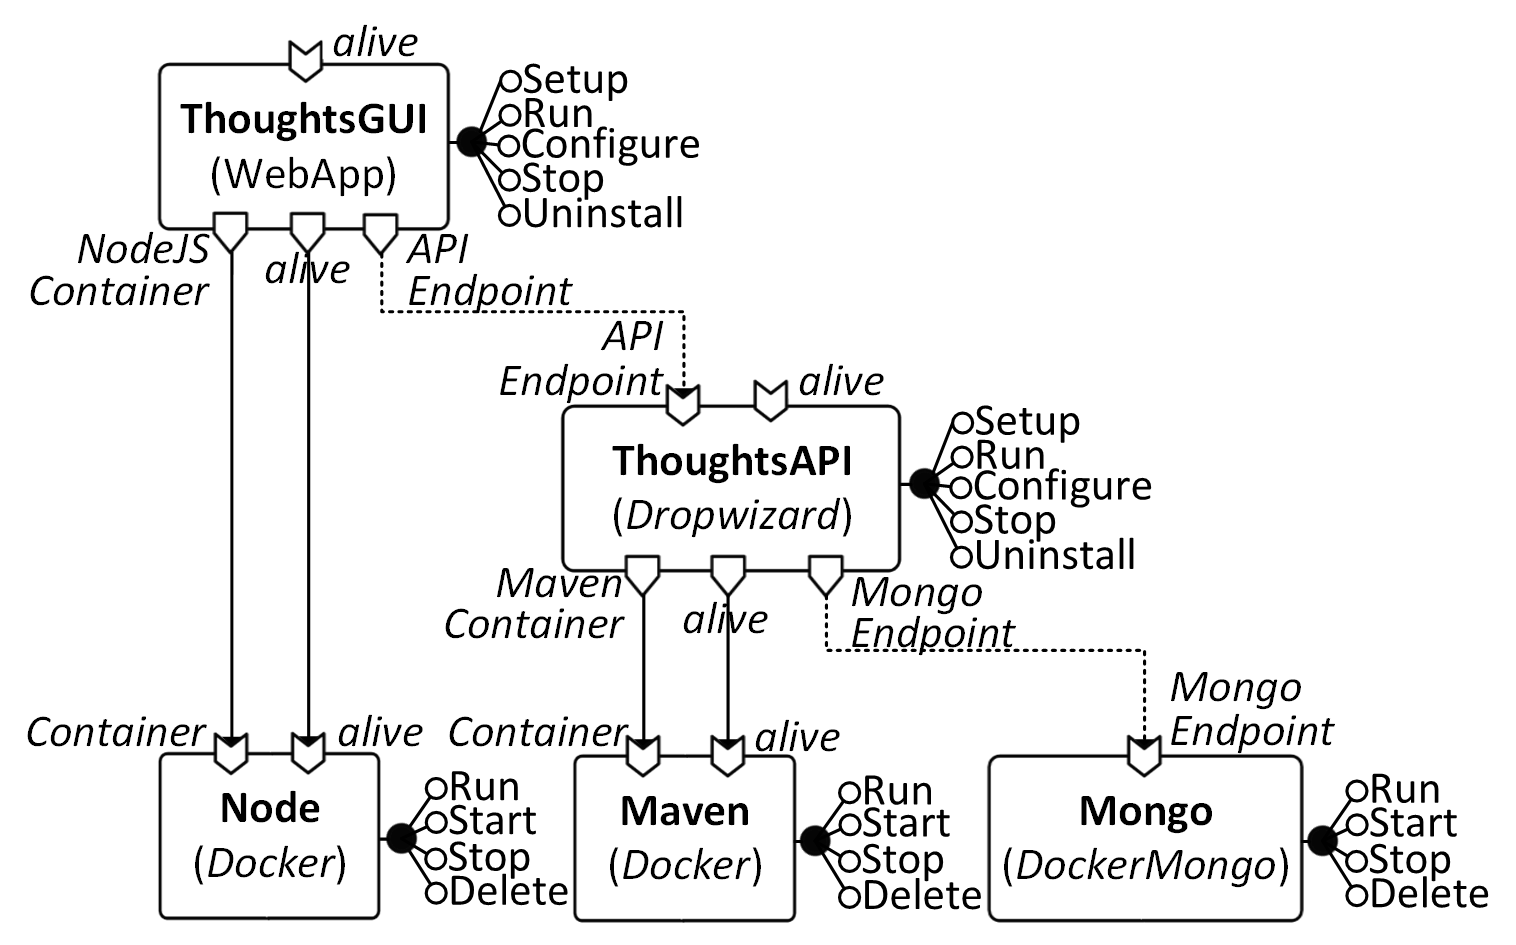 alive
ThoughtsGUI
(WebApp)
Setup
Run
Configure
Stop
Uninstall
NodeJS
Container
alive
API
Endpoint
API
Endpoint
alive
ThoughtsAPI
(Dropwizard)
Setup
Run
Configure
Stop
Uninstall
Maven
Container
alive
Mongo
Endpoint
Container
alive
Node
(Docker)
Run
Start
Stop
Delete
Container
alive
Maven
(Docker)
Run
Start
Stop
Delete
Mongo
Endpoint
Mongo
(DockerMongo)
Run
Start
Stop
Delete